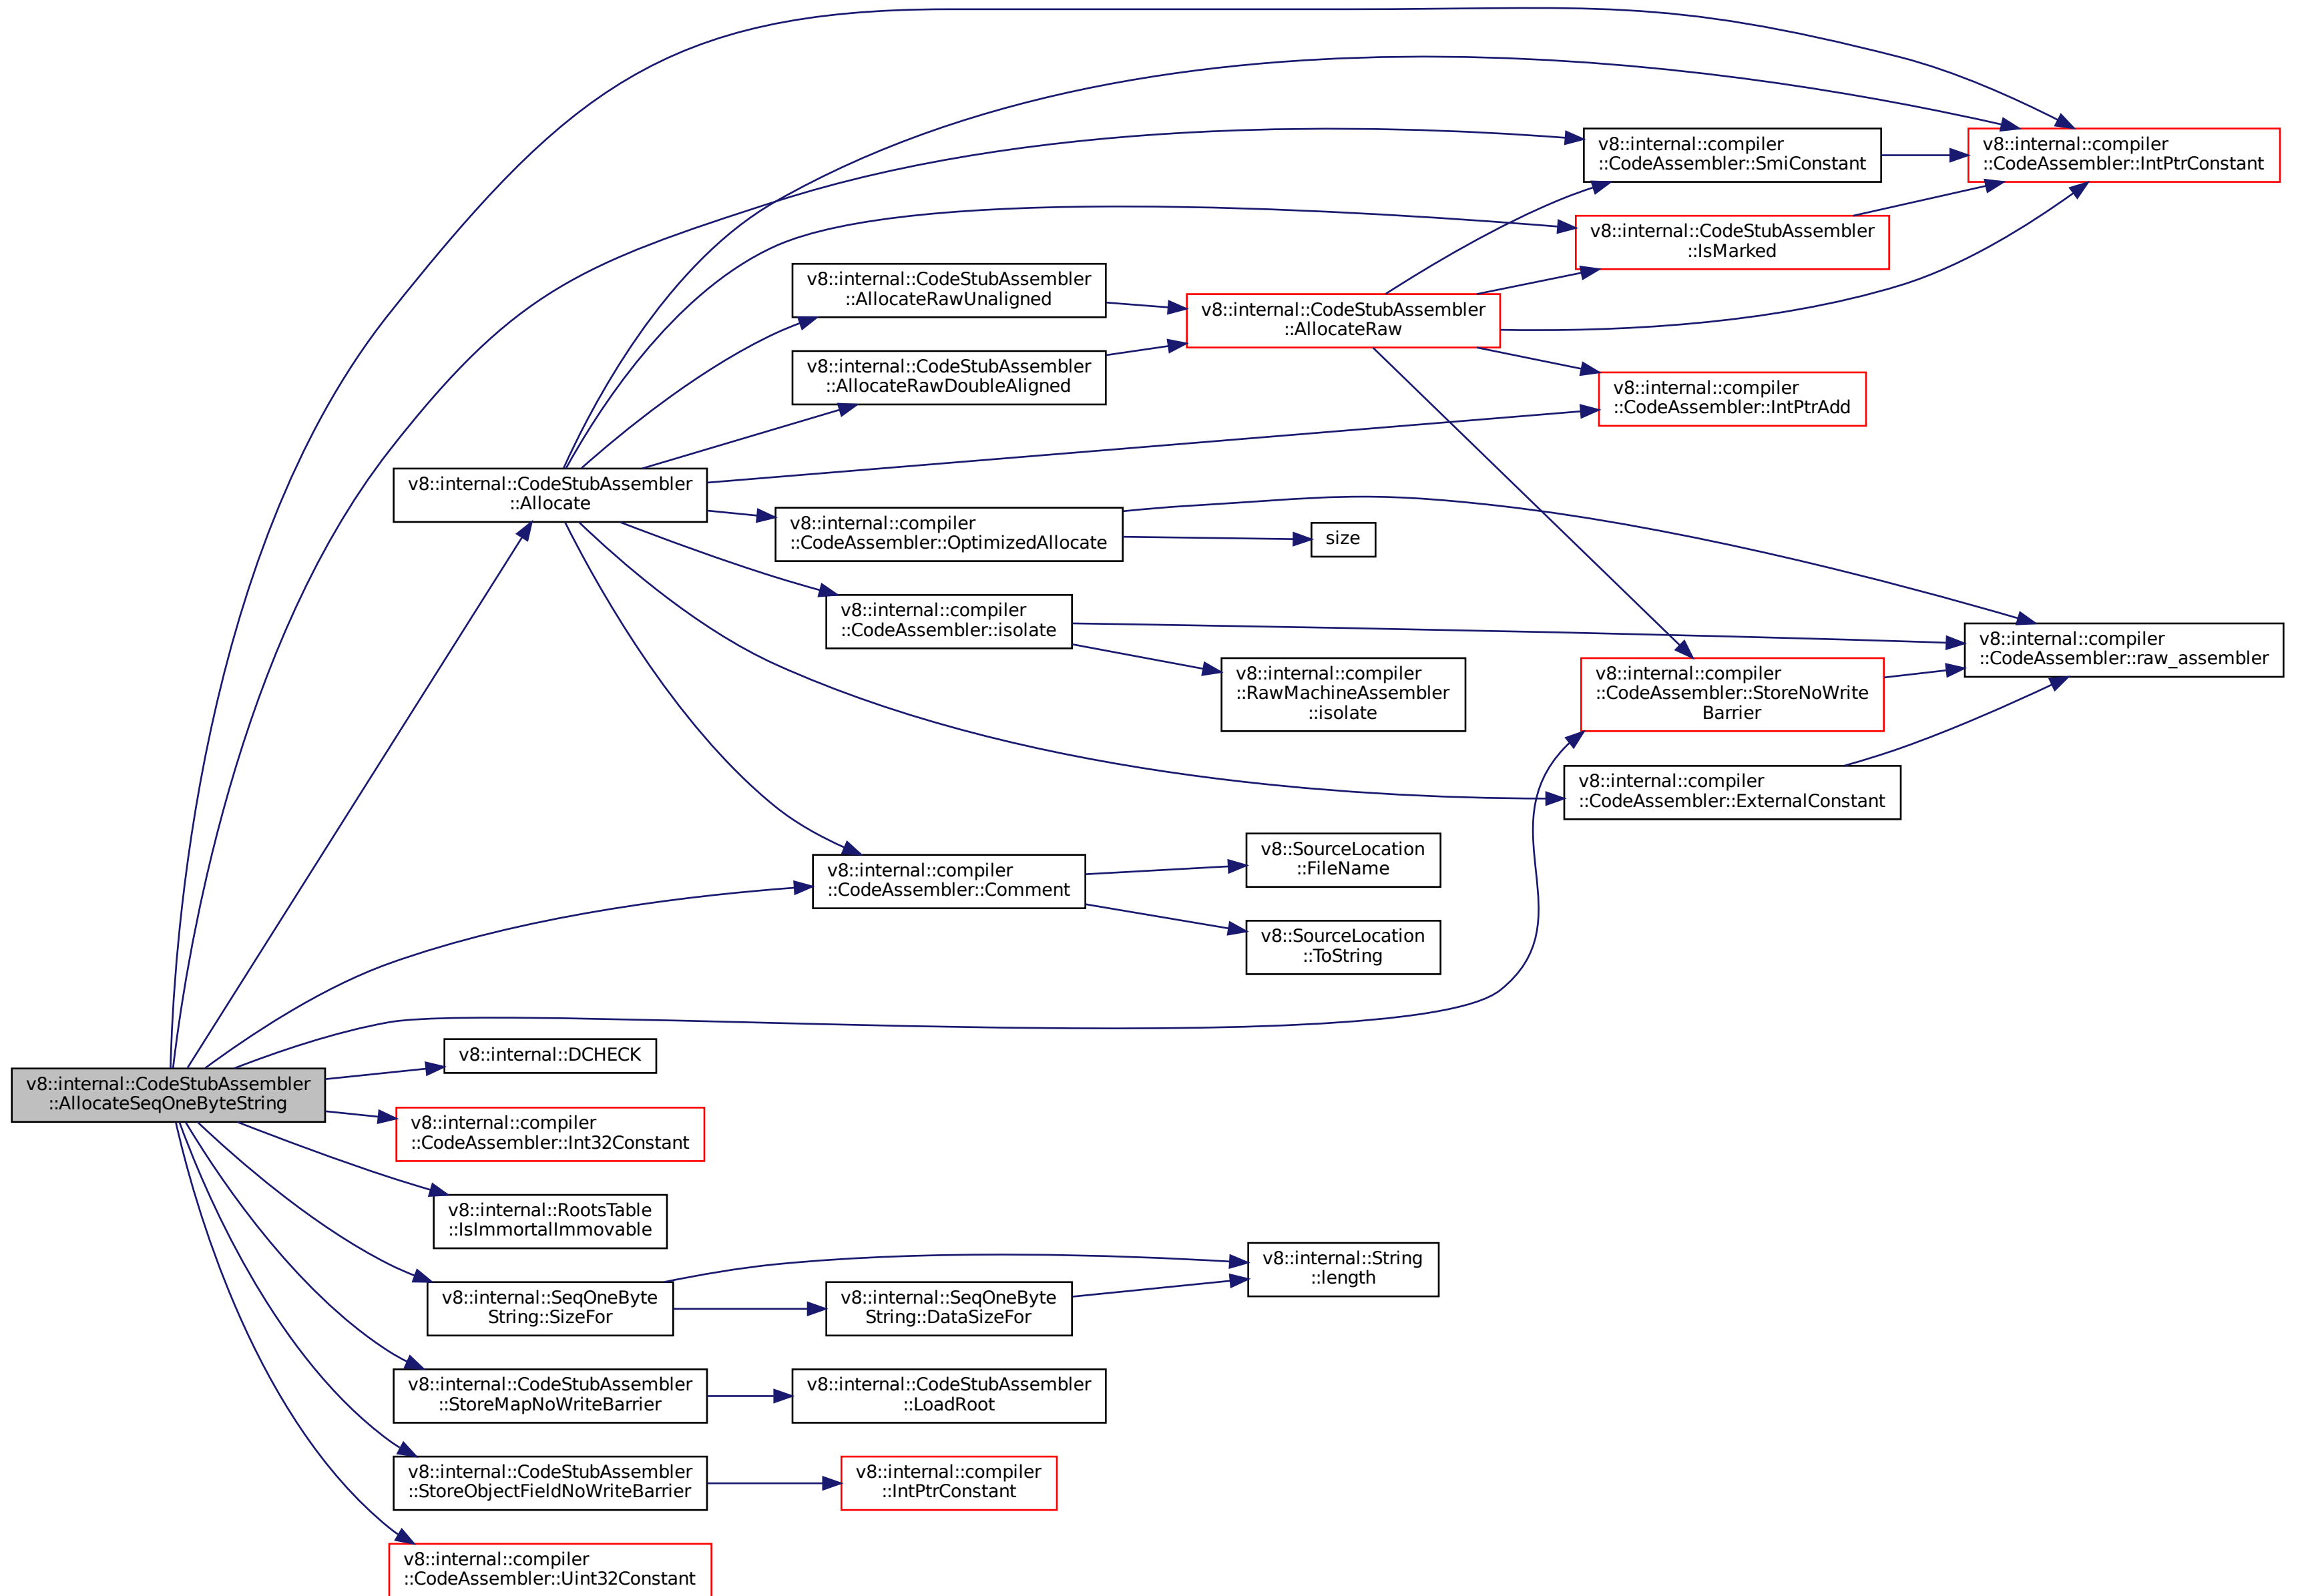 v8::internal::compiler
::CodeAssembler::SmiConstant
v8::internal::compiler
::CodeAssembler::IntPtrConstant
v8::internal::CodeStubAssembler
::IsMarked
v8::internal::CodeStubAssembler
::AllocateRawUnaligned
v8::internal::CodeStubAssembler
::AllocateRaw
v8::internal::CodeStubAssembler
::AllocateRawDoubleAligned
v8::internal::compiler
::CodeAssembler::IntPtrAdd
v8::internal::CodeStubAssembler
::Allocate
v8::internal::compiler
::CodeAssembler::OptimizedAllocate
size
v8::internal::compiler
::CodeAssembler::isolate
v8::internal::compiler
::CodeAssembler::raw_assembler
v8::internal::compiler
::RawMachineAssembler
::isolate
v8::internal::compiler
::CodeAssembler::StoreNoWrite
Barrier
v8::internal::compiler
::CodeAssembler::ExternalConstant
v8::SourceLocation
::FileName
v8::internal::compiler
::CodeAssembler::Comment
v8::SourceLocation
::ToString
v8::internal::DCHECK
v8::internal::CodeStubAssembler
::AllocateSeqOneByteString
v8::internal::compiler
::CodeAssembler::Int32Constant
v8::internal::RootsTable
::IsImmortalImmovable
v8::internal::String
::length
v8::internal::SeqOneByte
String::SizeFor
v8::internal::SeqOneByte
String::DataSizeFor
v8::internal::CodeStubAssembler
::StoreMapNoWriteBarrier
v8::internal::CodeStubAssembler
::LoadRoot
v8::internal::CodeStubAssembler
::StoreObjectFieldNoWriteBarrier
v8::internal::compiler
::IntPtrConstant
v8::internal::compiler
::CodeAssembler::Uint32Constant